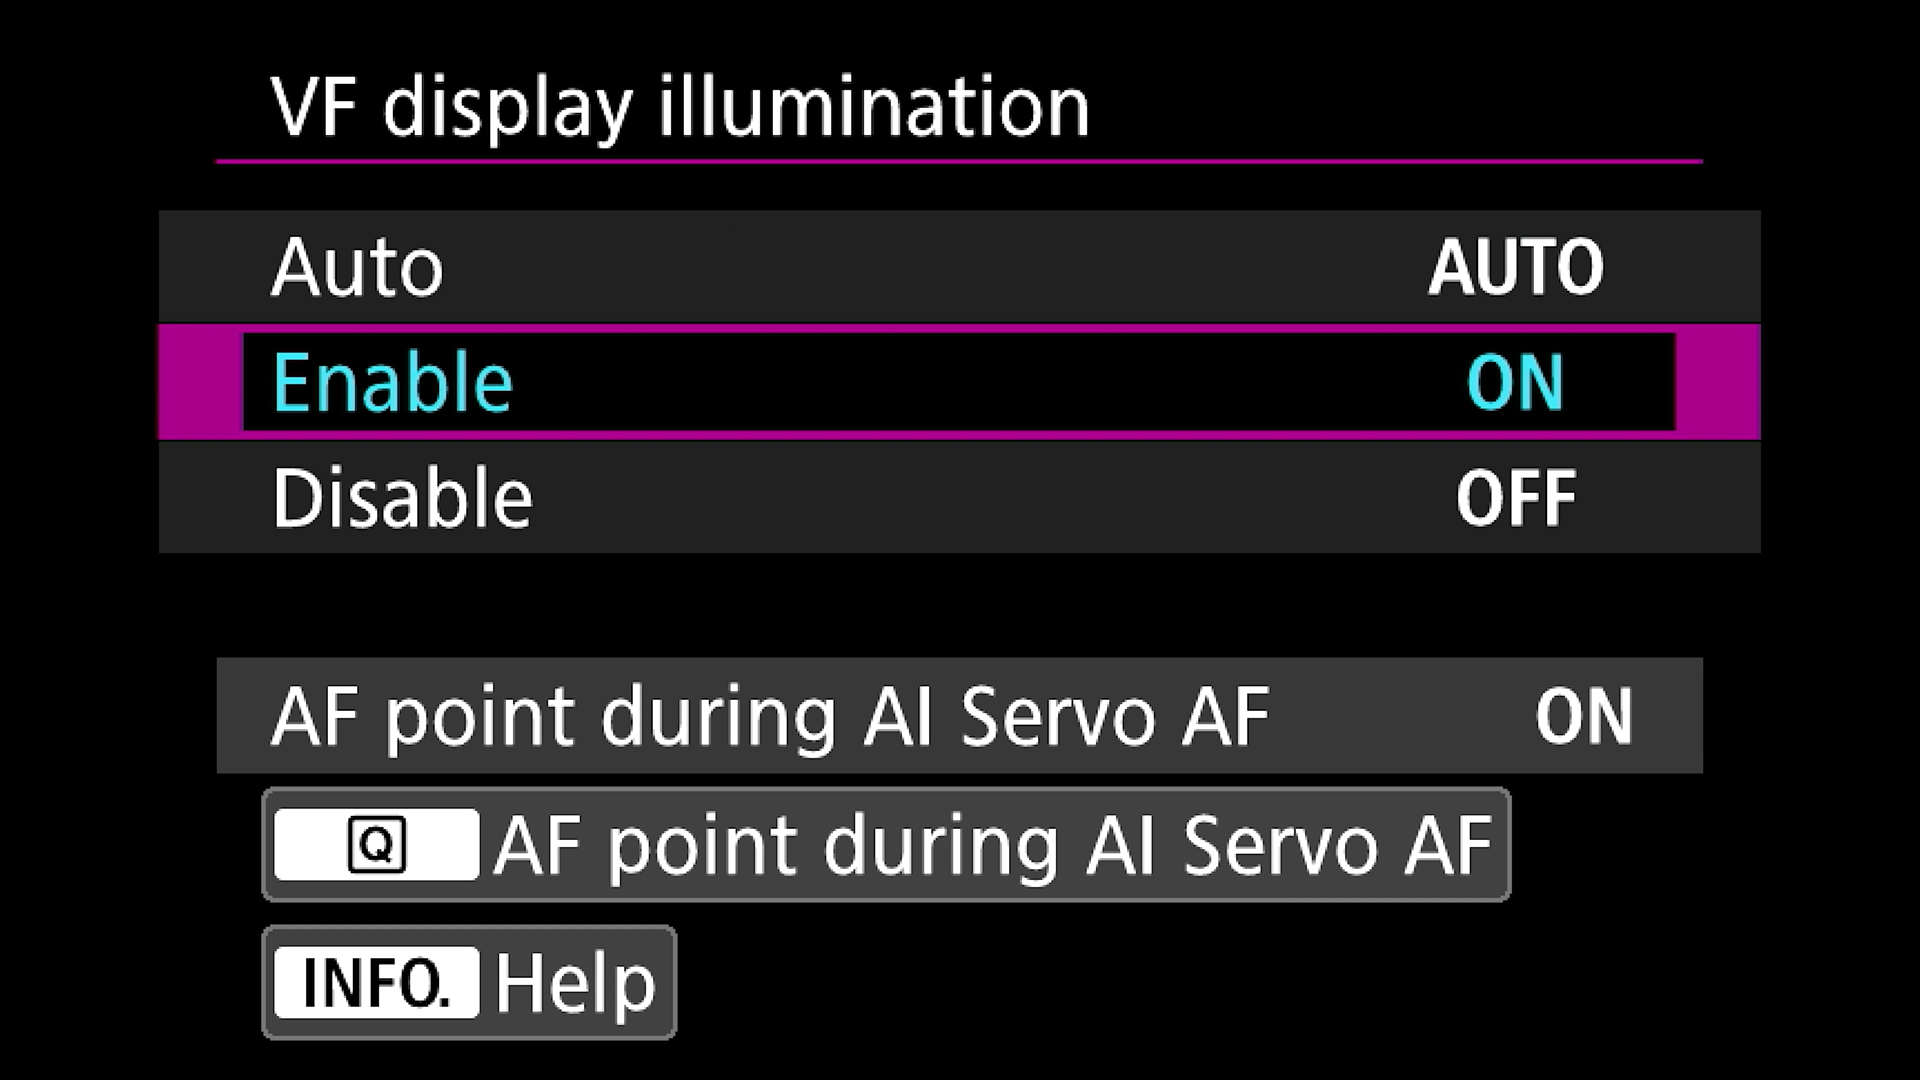 VF display illumination
Auto AUTO
Enable ON
Disable OFF
AF point during AI Servo AF ON
Q AF point during AI Servo AF
INFO. Help